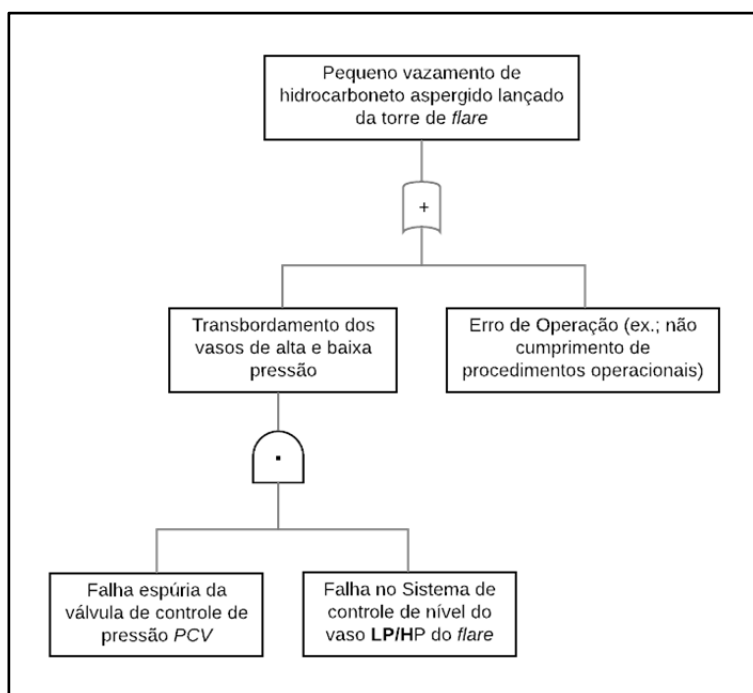 Pequeno vazamento de
hidrocarboneto aspergido lançado
da torre de flare
+
Transbordamento dos
vasos de alta e baixa
pressão
Erro de Operação (ex.; não
cumprimento de
procedimentos operacionais)
Falha espúria da
válvula de controle de
pressão PCV
Falha no Sistema de
controle de nível do
vaso LP/HP do flare